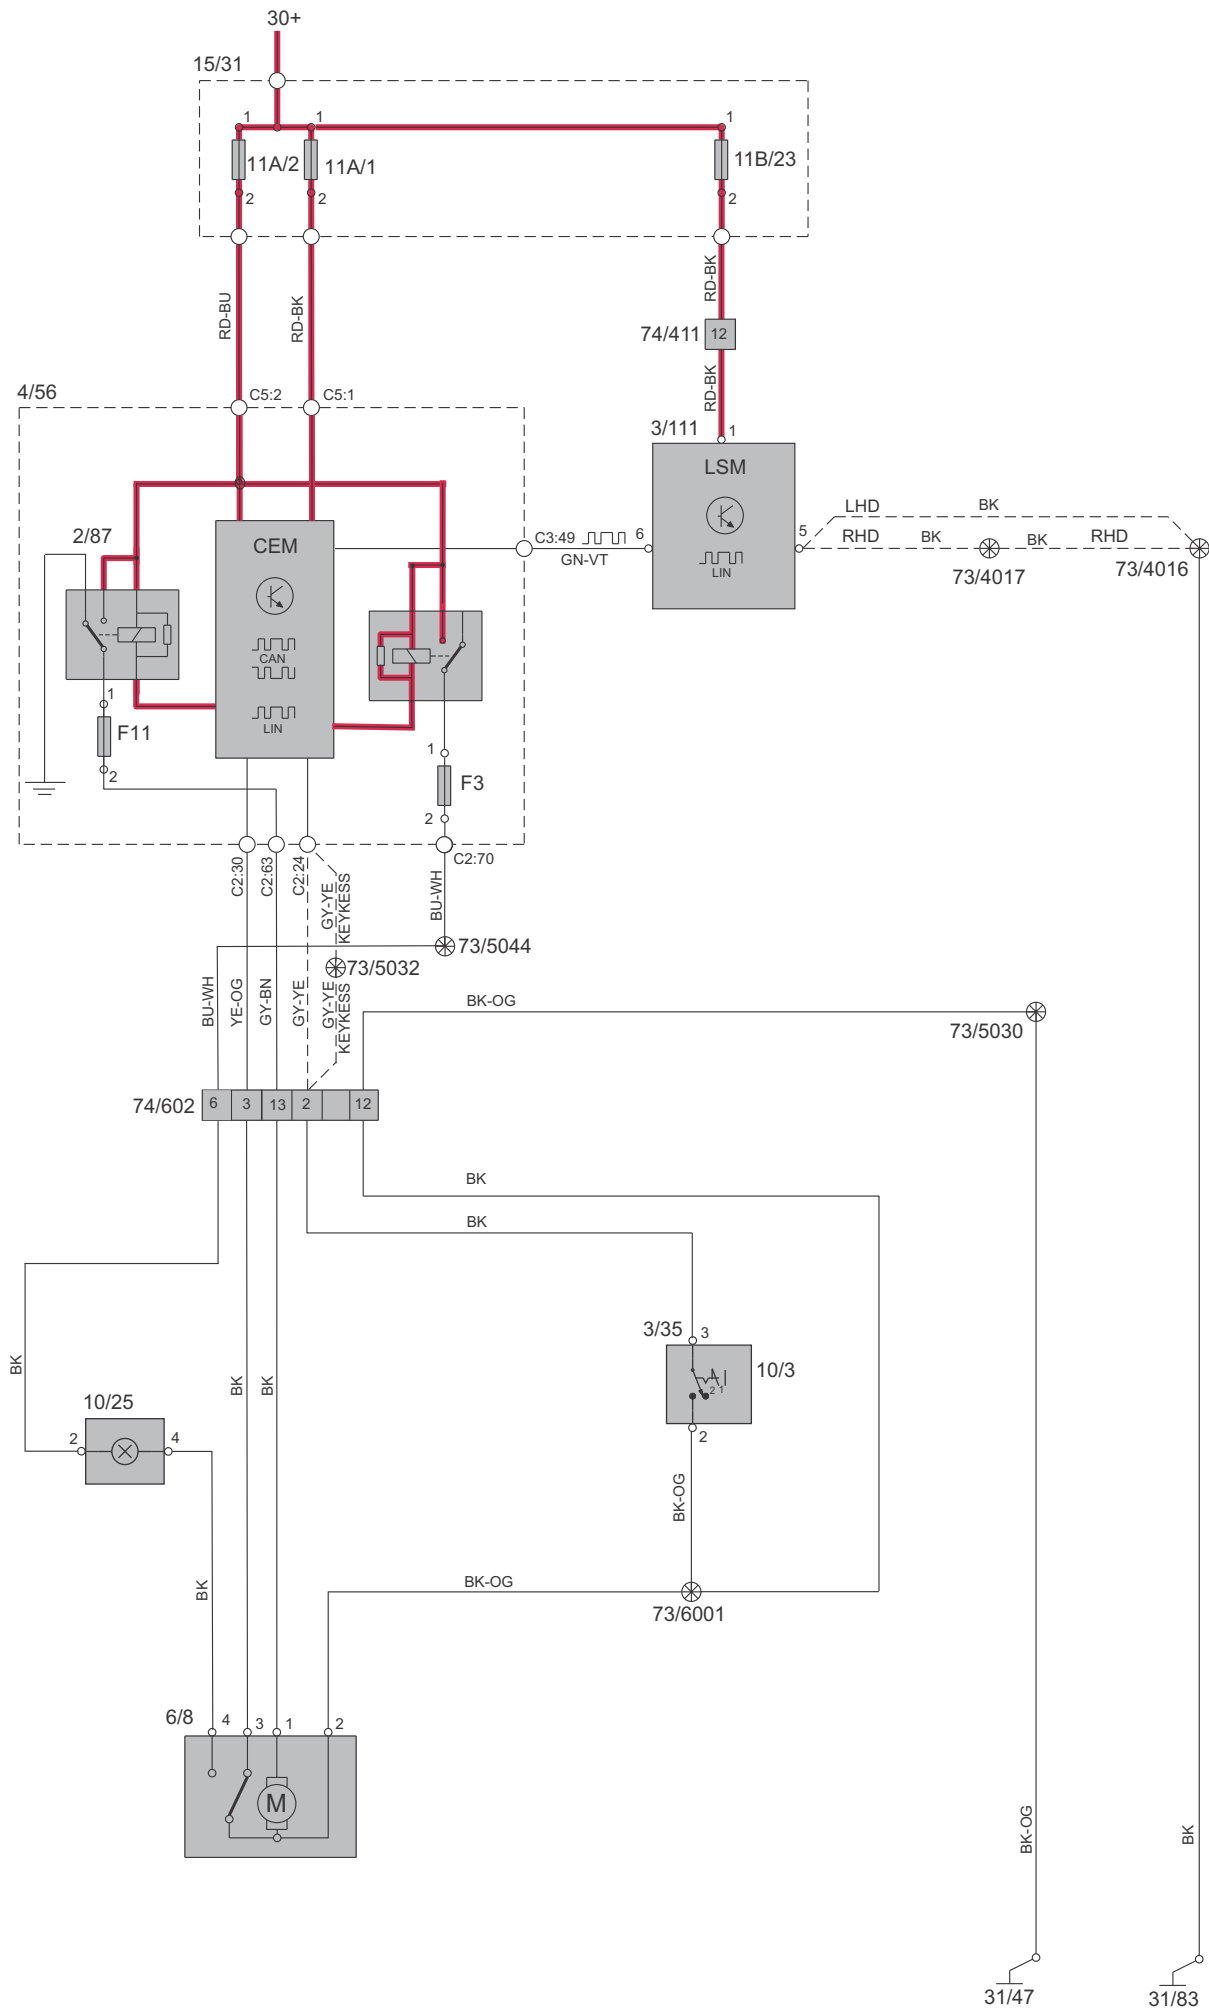 30+
15/31
1
1
1
11A/2
11A/1
11B/23
2
2
2
RD-BU
RD-BK
RD-BK
74/411
12
RD-BK
4/56
C5:2
C5:1
3/111
1
LSM
LIN
6
5
LHD
BK
RHD
BK
BK
RHD
73/4017
73/4016
2/87
CEM
CAN
LIN
C3:49
GN-VT
1
F11
2
1
F3
2
C2:30
C2:63
C2:24
C2:70
GY-YE
KEYKESS
BU-WH
73/5044
73/5032
BU-WH
YE-OG
GY-BN
GY-YE
GY-YE
KEYKESS
BK-OG
73/5030
74/602
6
3
13
2
12
BK
BK
3/35
3
10/3
2 1
2
BK
BK
BK
10/25
2
4
BK-OG
BK
BK-OG
73/6001
6/8
4
3
1
2
M
BK-OG
BK
31/47
31/83